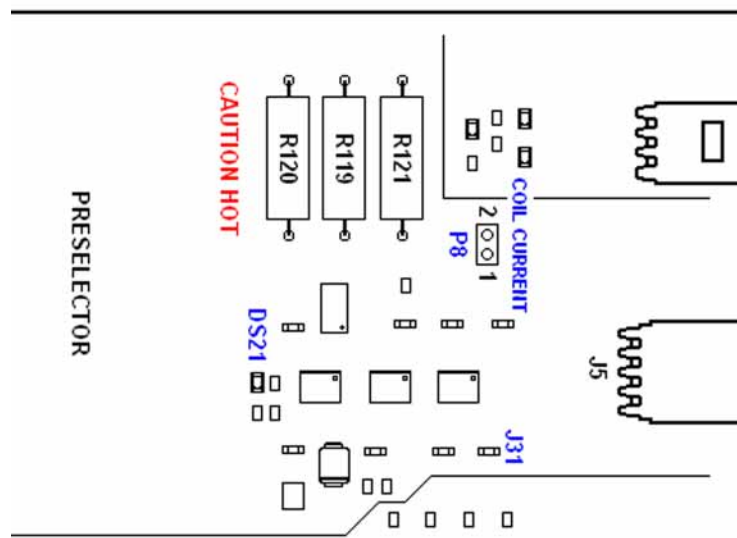 CAUTION HOT
R120
R119
R121
COIL CURRENT
2
P8
1
PRESELECTOR
DS21
J5
J31